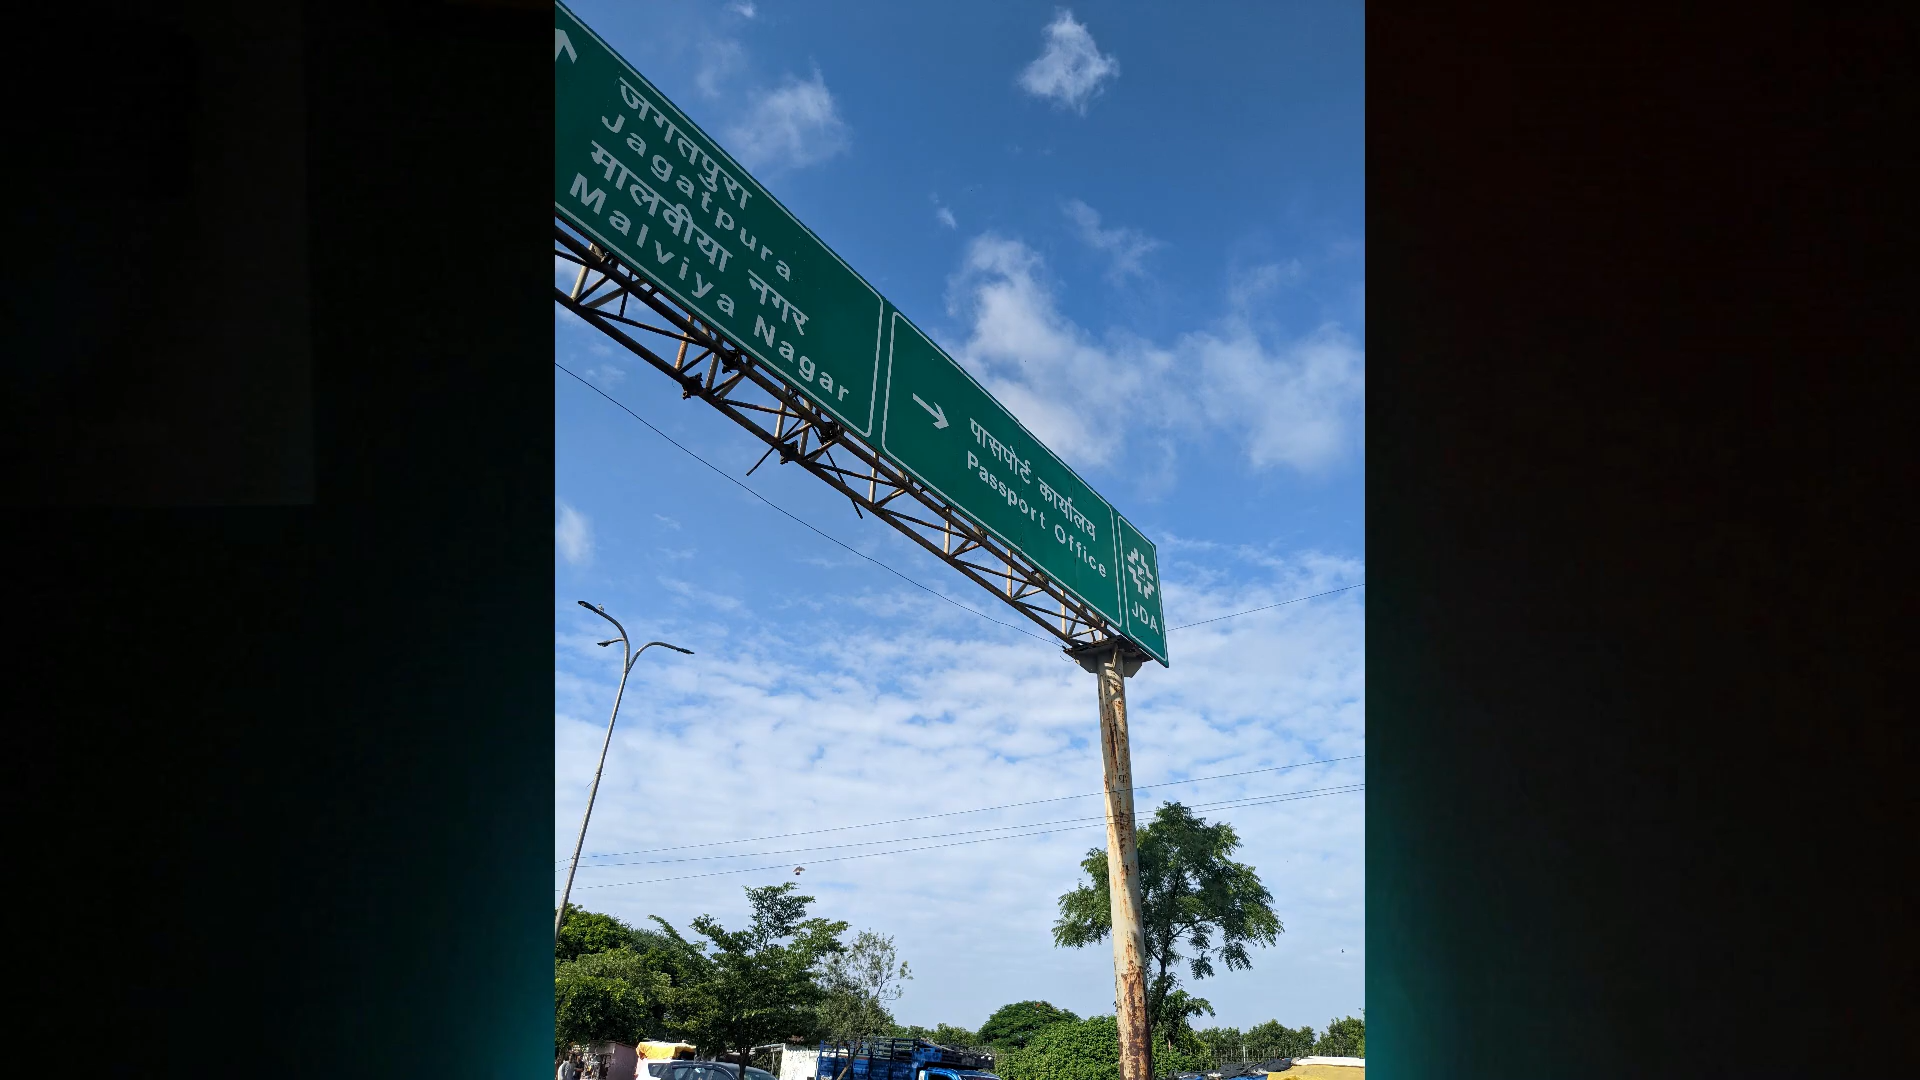 जगतपुरा
Jagatpura
मालवीया नगर
Malviya Nagar
पासपोर्ट कार्यालय
Passport Office
JDA